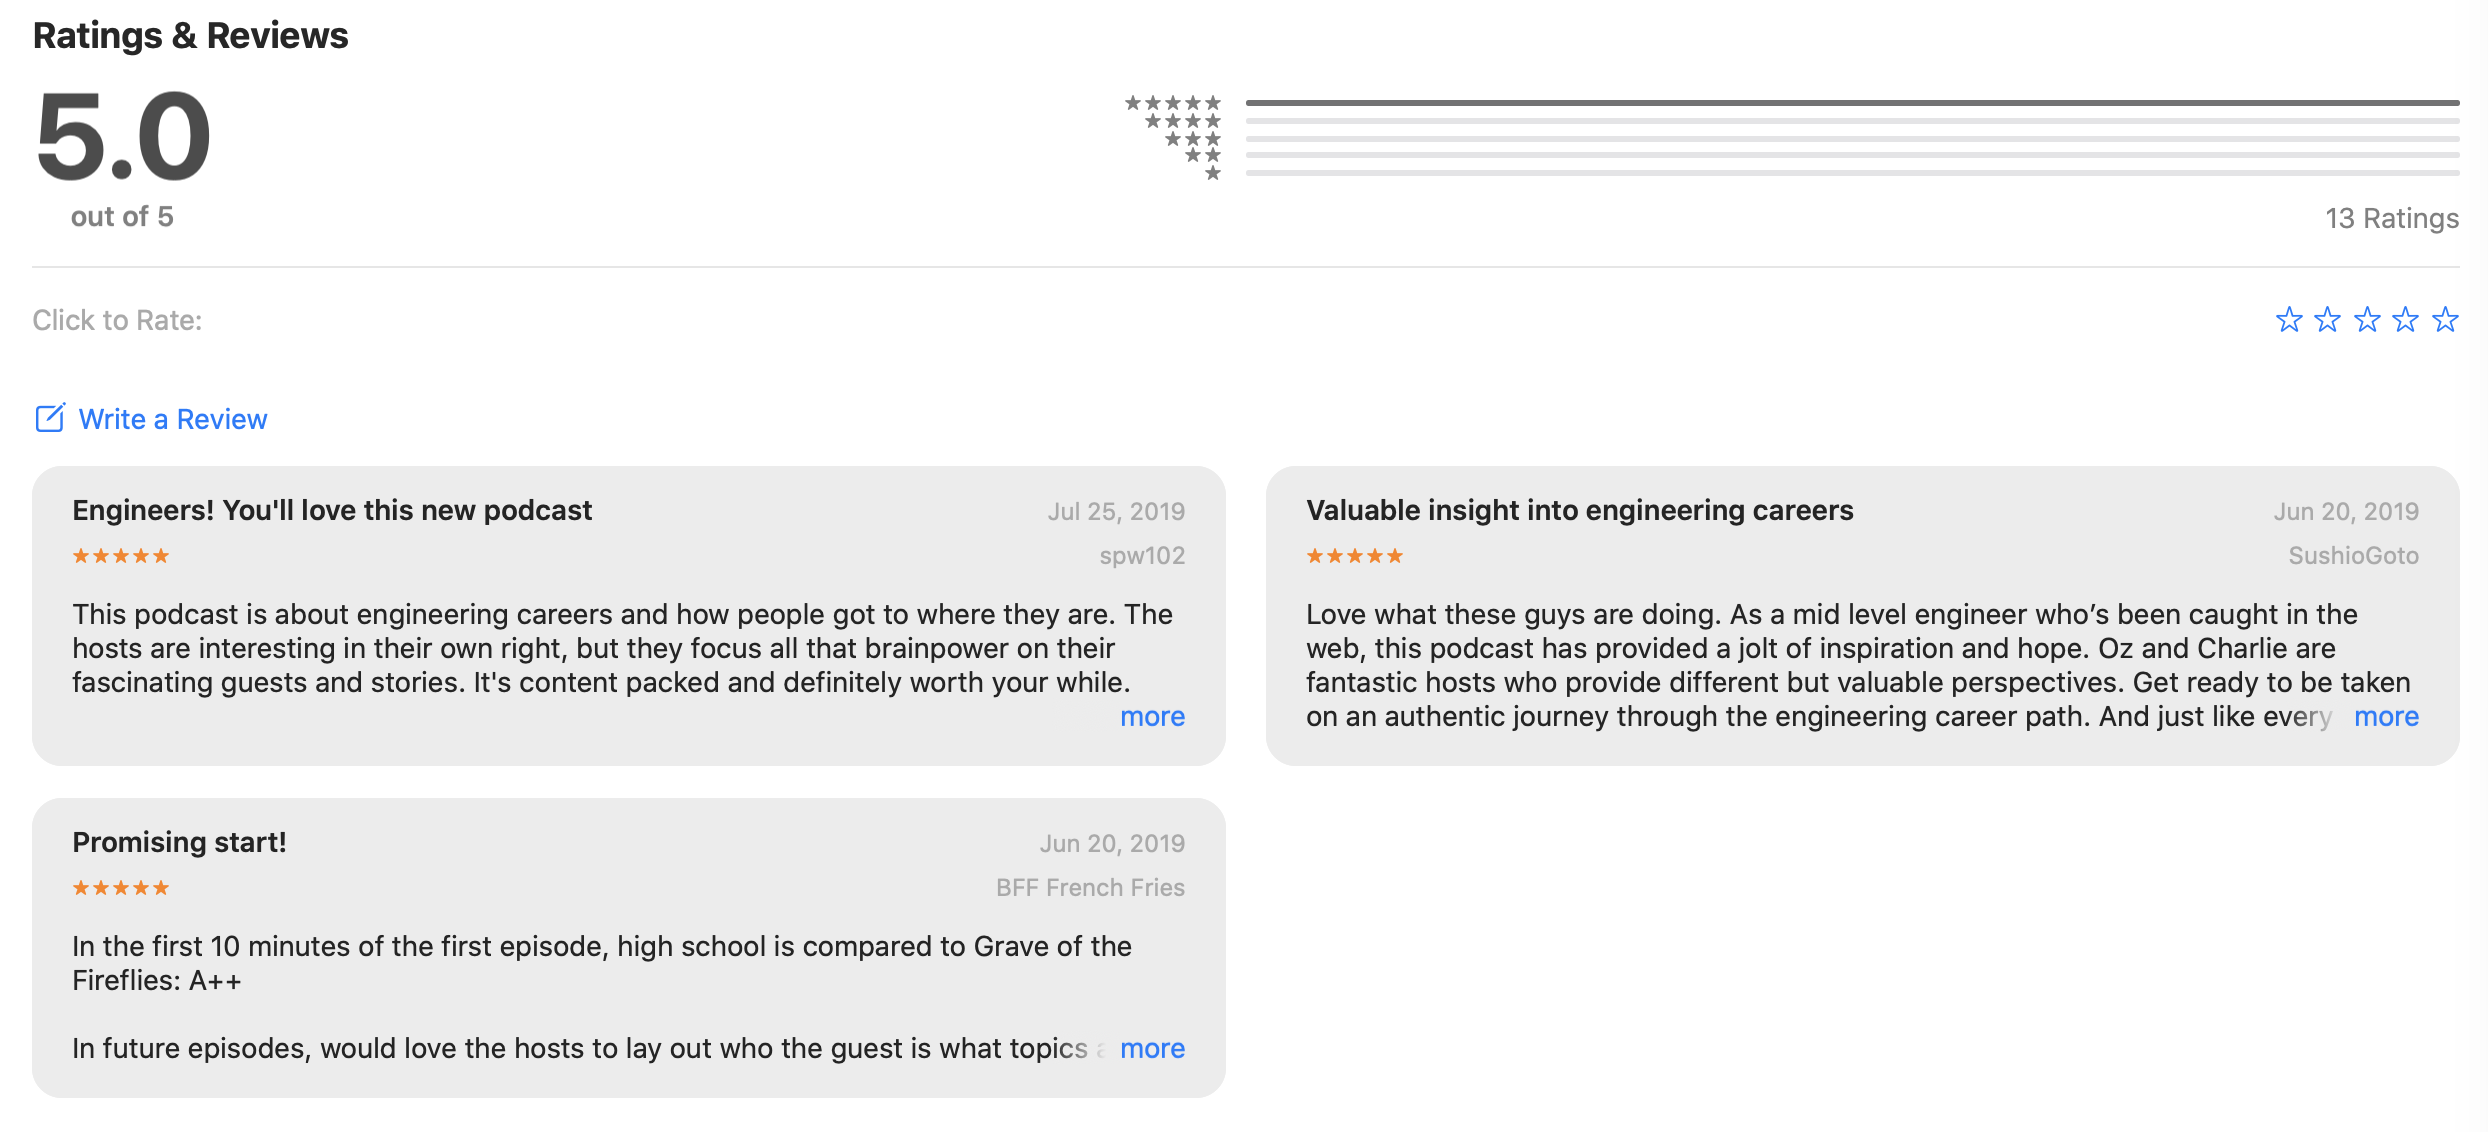 Ratings & Reviews
5.0
out of 5
13 Ratings
Click to Rate:
Write a Review
Engineers! You'll love this new podcast
Jul 25, 2019
spw102
This podcast is about engineering careers and how people got to where they are. The
hosts are interesting in their own right, but they focus all that brainpower on their
fascinating guests and stories. It's content packed and definitely worth your while.
more
Valuable insight into engineering careers
Jun 20, 2019
SushioGoto
Love what these guys are doing. As a mid level engineer who’s been caught in the
web, this podcast has provided a jolt of inspiration and hope. Oz and Charlie are
fantastic hosts who provide different but valuable perspectives. Get ready to be taken
on an authentic journey through the engineering career path. And just like every more
Promising start!
Jun 20, 2019
BFF French Fries
In the first 10 minutes of the first episode, high school is compared to Grave of the
Fireflies: A++
In future episodes, would love the hosts to lay out who the guest is what topics more